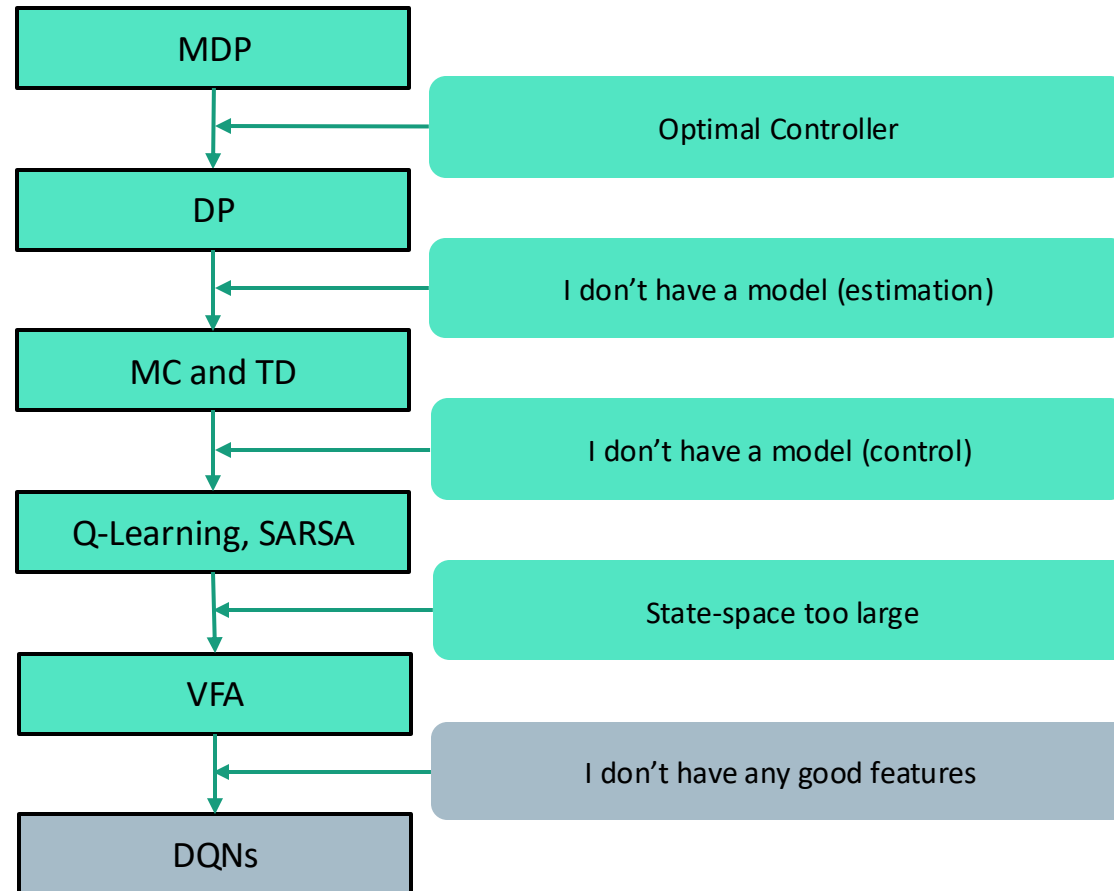 MDP
Optimal Controller
DP
I don’t have a model (estimation)
MC and TD
I don’t have a model (control)
Q-Learning, SARSA
State-space too large
VFA
I don’t have any good features
DQNs